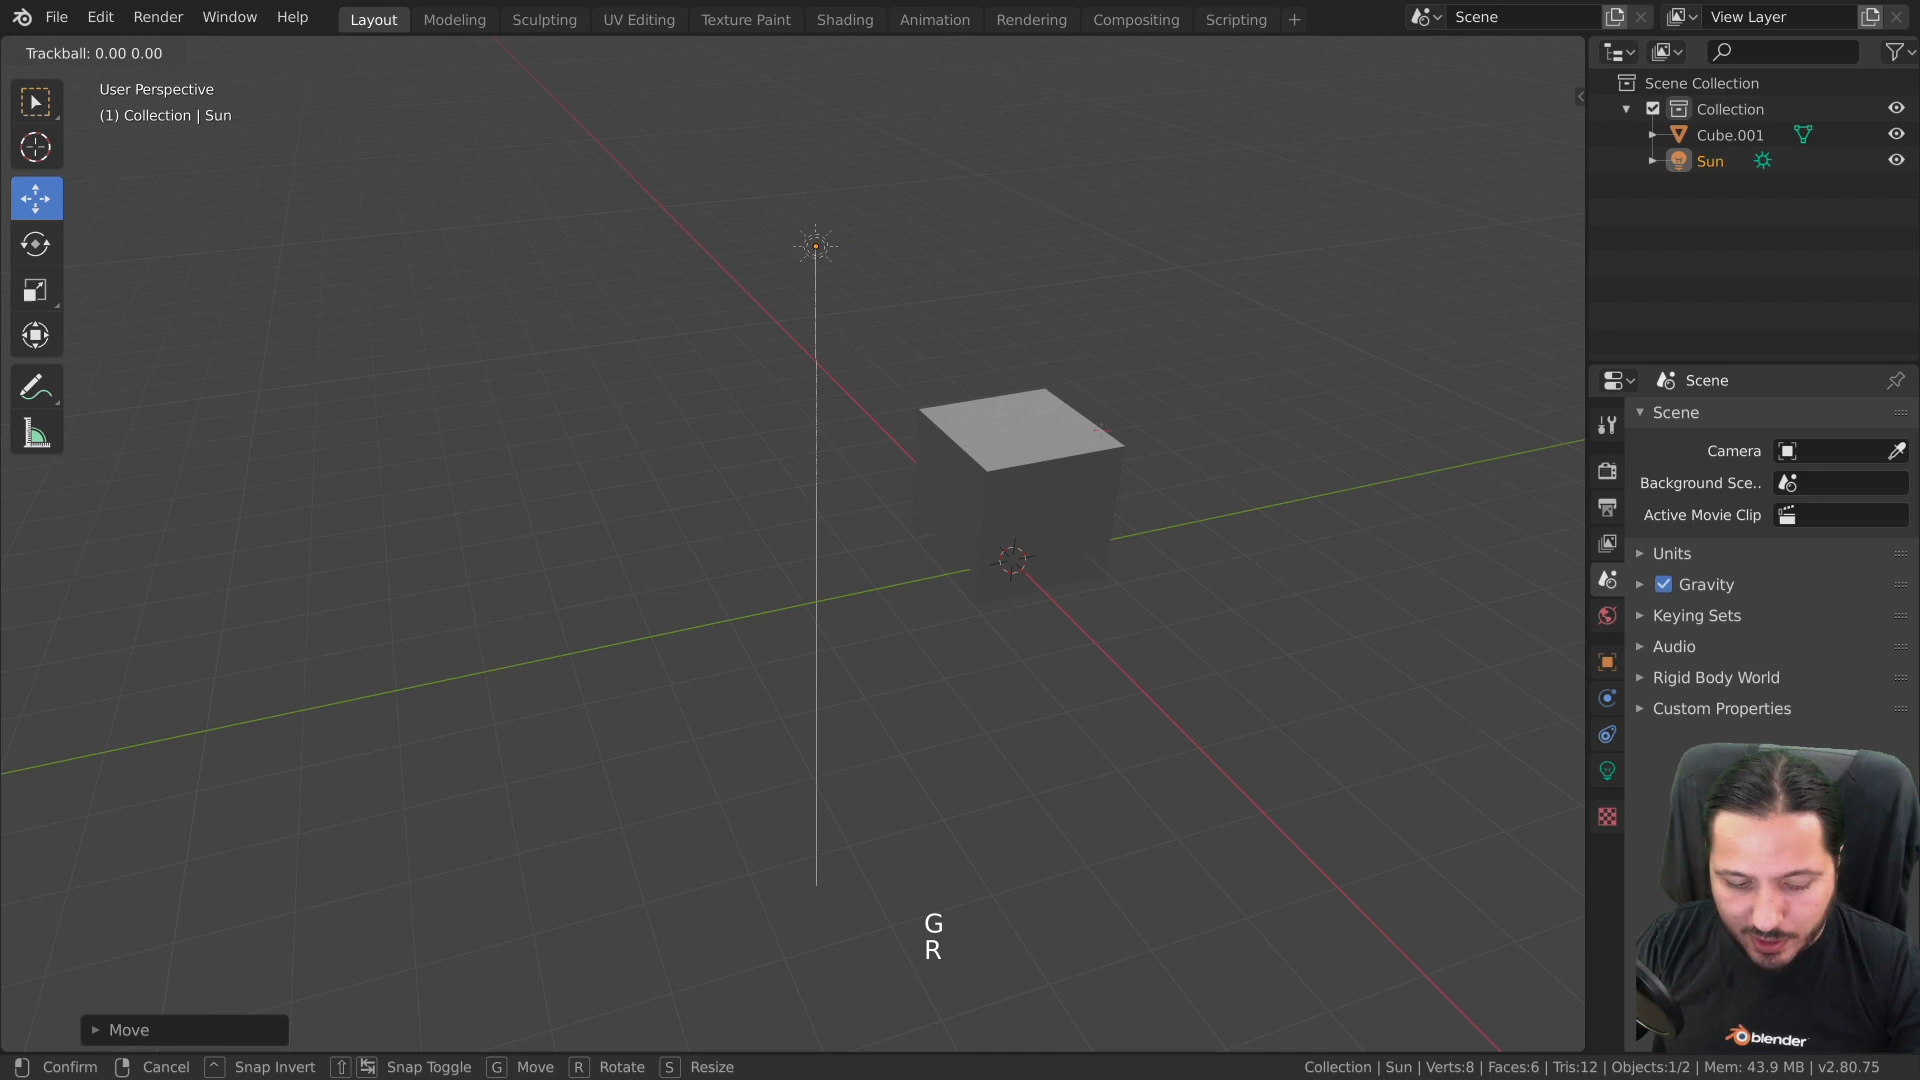 File Edit Render Window Help
Layout Modeling Sculpting UV Editing Texture Paint Shading Animation Rendering Compositing Scripting +
Scene
View Layer
Trackball: 0.00 0.00
User Perspective
(1) Collection | Sun
Scene Collection
Collection
Cube.001
Sun
Scene
Scene
Camera
Background Sce..
Active Movie Clip
Units
Gravity
Keying Sets
Audio
Rigid Body World
Custom Properties
G
R
Move
blender
Confirm Cancel ^ Snap Invert Snap Toggle G Move R Rotate S Resize
Collection | Sun | Verts:8 | Faces:6 | Tris:12 | Objects:1/2 | Mem: 43.9 MB | v2.80.75